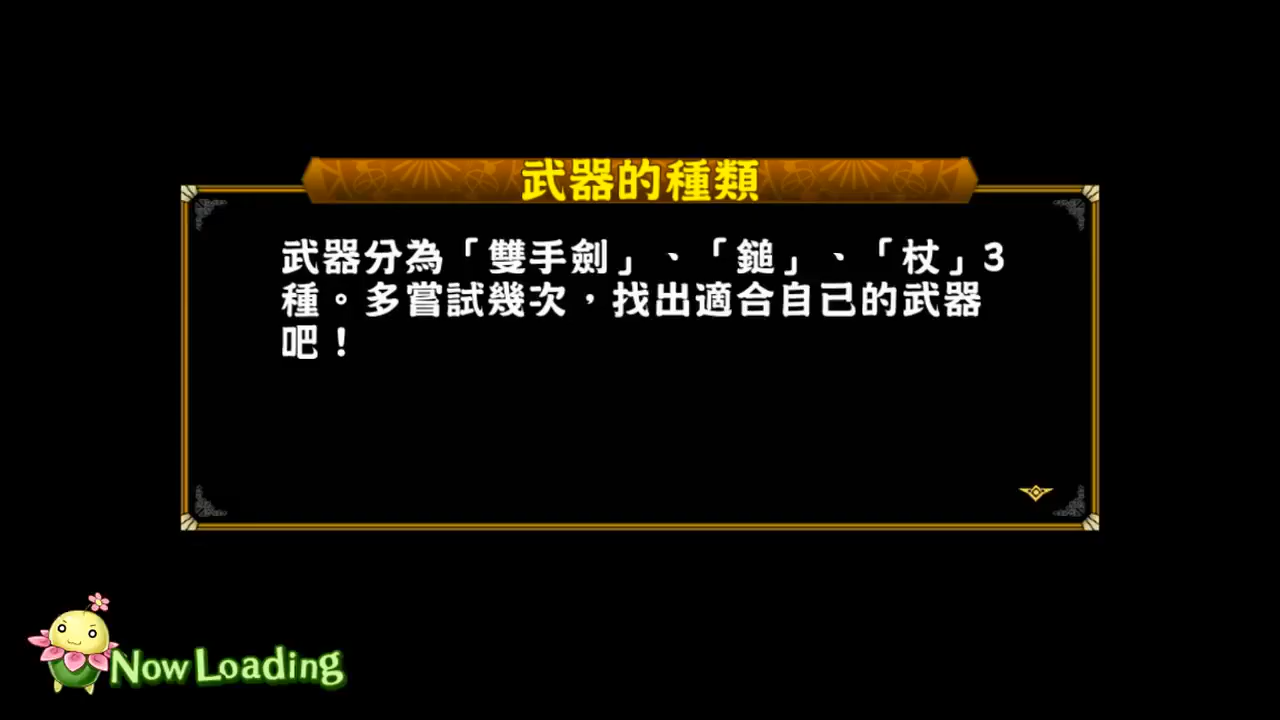 武器的種類
武器分為「雙手劍」、「鎚」、「杖」3
種。多嘗試幾次，找出適合自己的武器
吧！
Now Loading